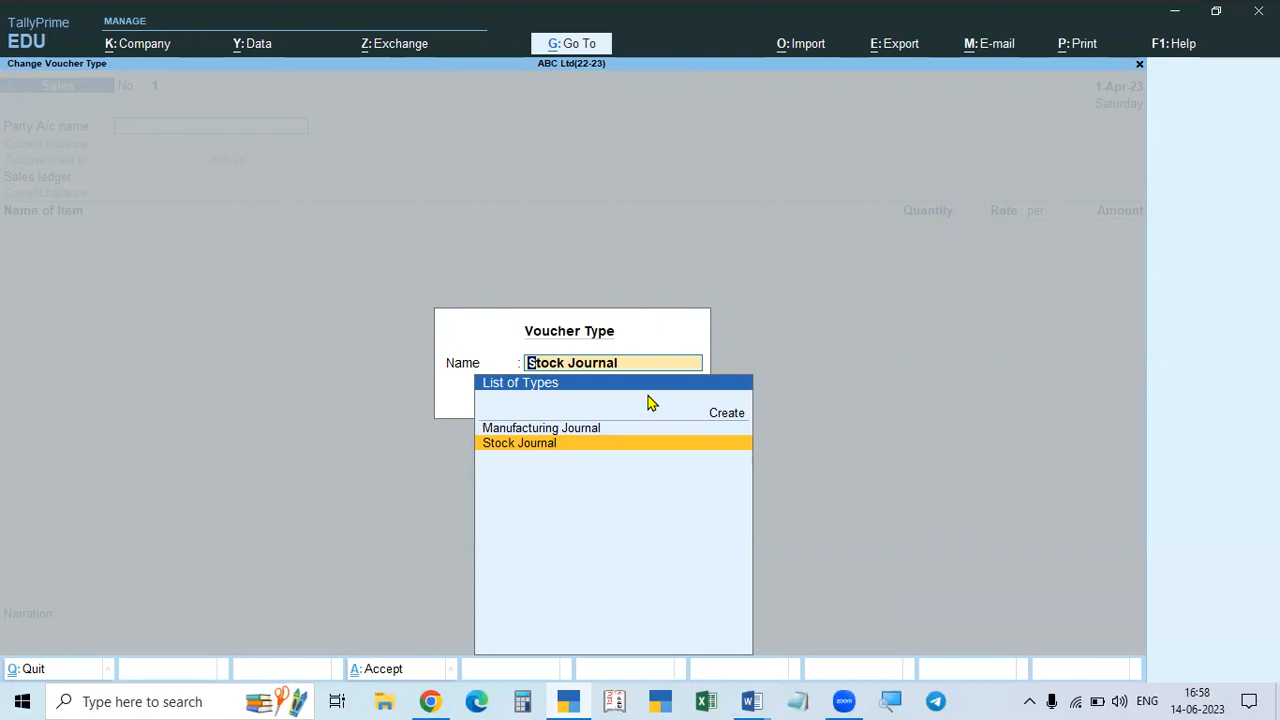 TallyPrime
EDU
MANAGE
K: Company
Y: Data
Z: Exchange
G: Go To
O: Import
E: Export
M: E-mail
P: Print
F1: Help
Change Voucher Type
ABC Ltd(22-23)
Sales
No. 1
1-Apr-23
Saturday
Party A/c name
Current balance
Sales ledger
Current balance
Name of Item
Quantity
Rate per
Amount
Voucher Type
Name : Stock Journal
List of Types
Create
Manufacturing Journal
Stock Journal
Narration:
Q: Quit
A: Accept
Type here to search
ENG
16:58
14-06-2023